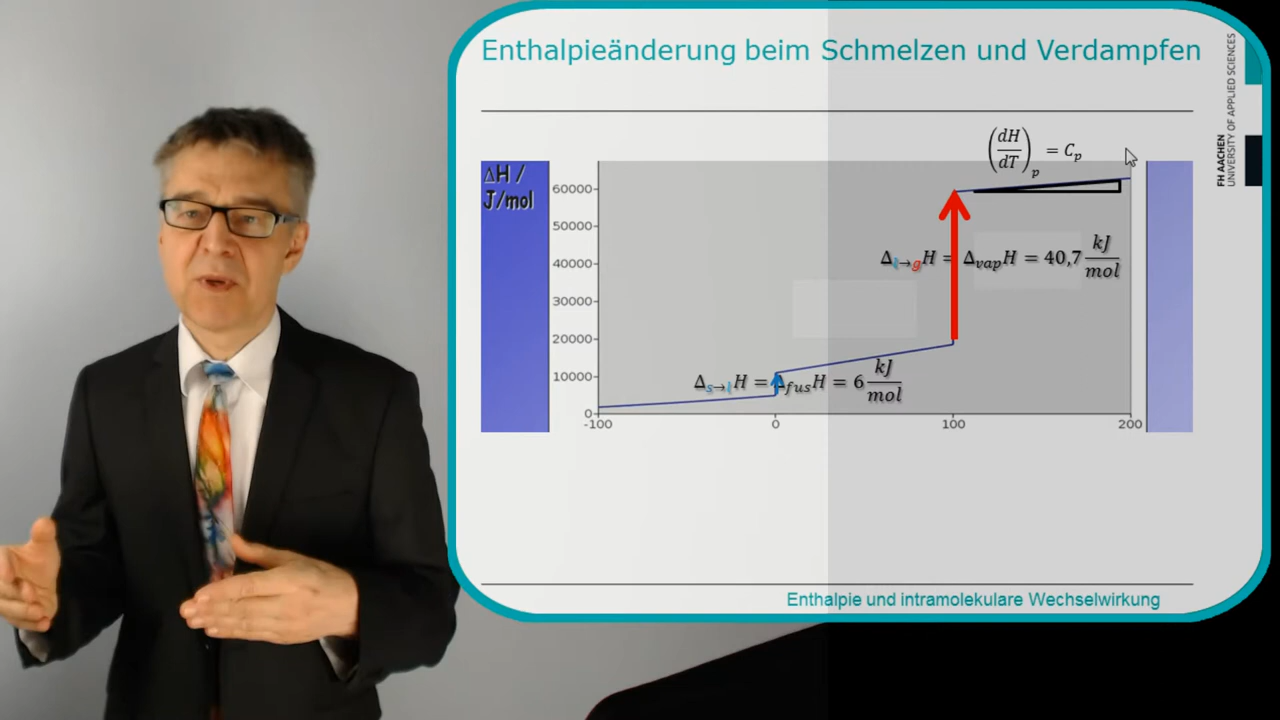 Enthalpieänderung beim Schmelzen und Verdampfen
FH AACHEN
UNIVERSITY OF APPLIED SCIENCES
ΔH /
J/mol
60000
50000
40000
30000
20000
10000
0
-100
0
100
200
(dH/dT)p = Cp
Δl→gH = ΔvapH = 40,7 kJ/mol
Δs→lH = ΔfusH = 6 kJ/mol
Enthalpie und intramolekulare Wechselwirkung